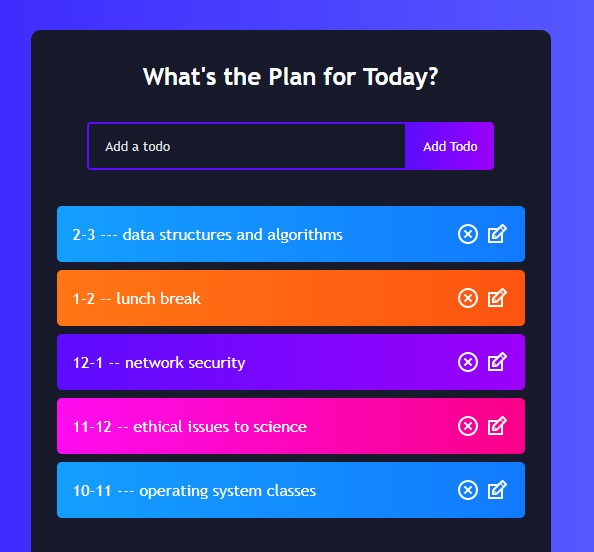 What's the Plan for Today?
Add a todo
Add Todo
2-3 --- data structures and algorithms
1-2 -- lunch break
12-1 -- network security
11-12 -- ethical issues to science
10-11 --- operating system classes